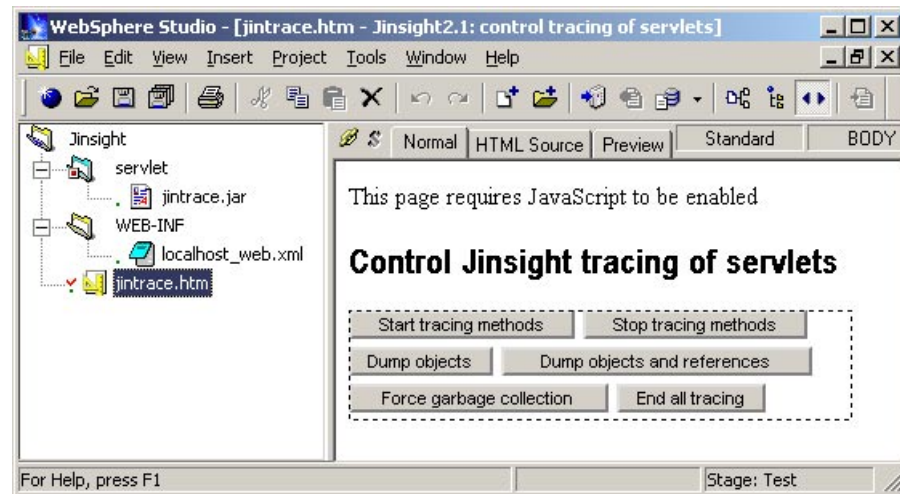 WebSphere Studio - [jintrace.htm - Jinsight2.1: control tracing of servlets]
File Edit View Insert Project Tools Window Help
Jinsight
servlet
jintrace.jar
WEB-INF
localhost_web.xml
jintrace.htm
Normal HTML Source Preview Standard BODY
This page requires JavaScript to be enabled
Control Jinsight tracing of servlets
Start tracing methods Stop tracing methods
Dump objects Dump objects and references
Force garbage collection End all tracing
For Help, press F1 Stage: Test